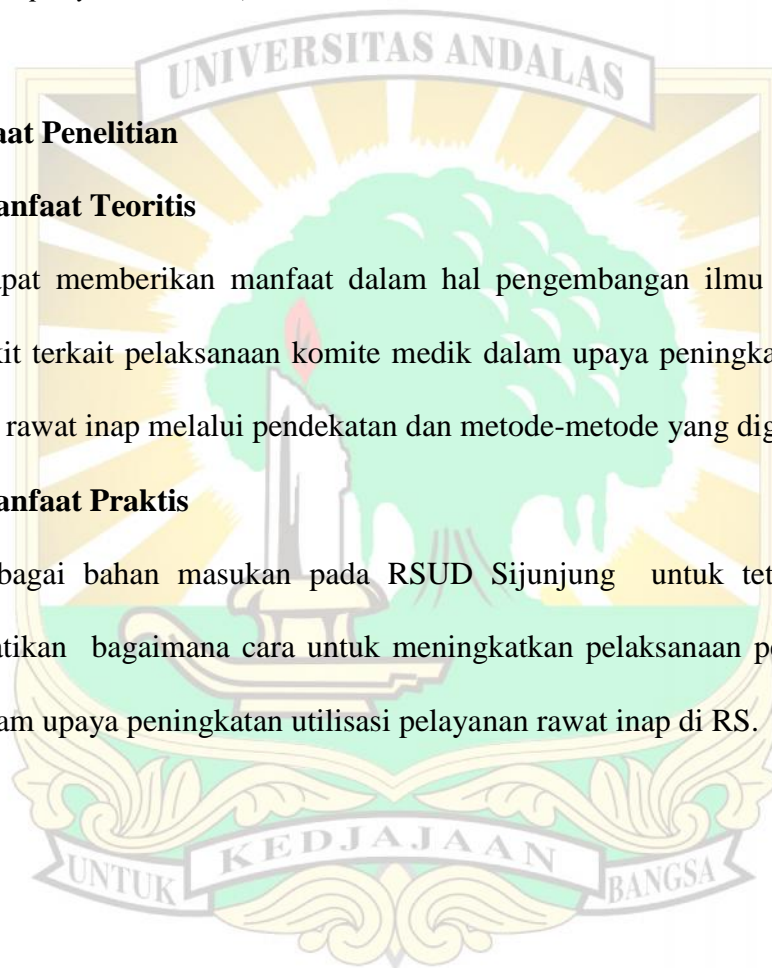 UNIVERSITAS ANDALAS
aat Penelitian
anfaat Teoritis
apat memberikan manfaat dalam hal pengembangan ilmu
kit terkait pelaksanaan komite medik dalam upaya peningka
rawat inap melalui pendekatan dan metode-metode yang dig
anfaat Praktis
bagai bahan masukan pada RSUD Sijunjung untuk tet
atikan bagaimana cara untuk meningkatkan pelaksanaan pe
am upaya peningkatan utilisasi pelayanan rawat inap di RS.
UNTUK KEDJAJAAN BANGSA